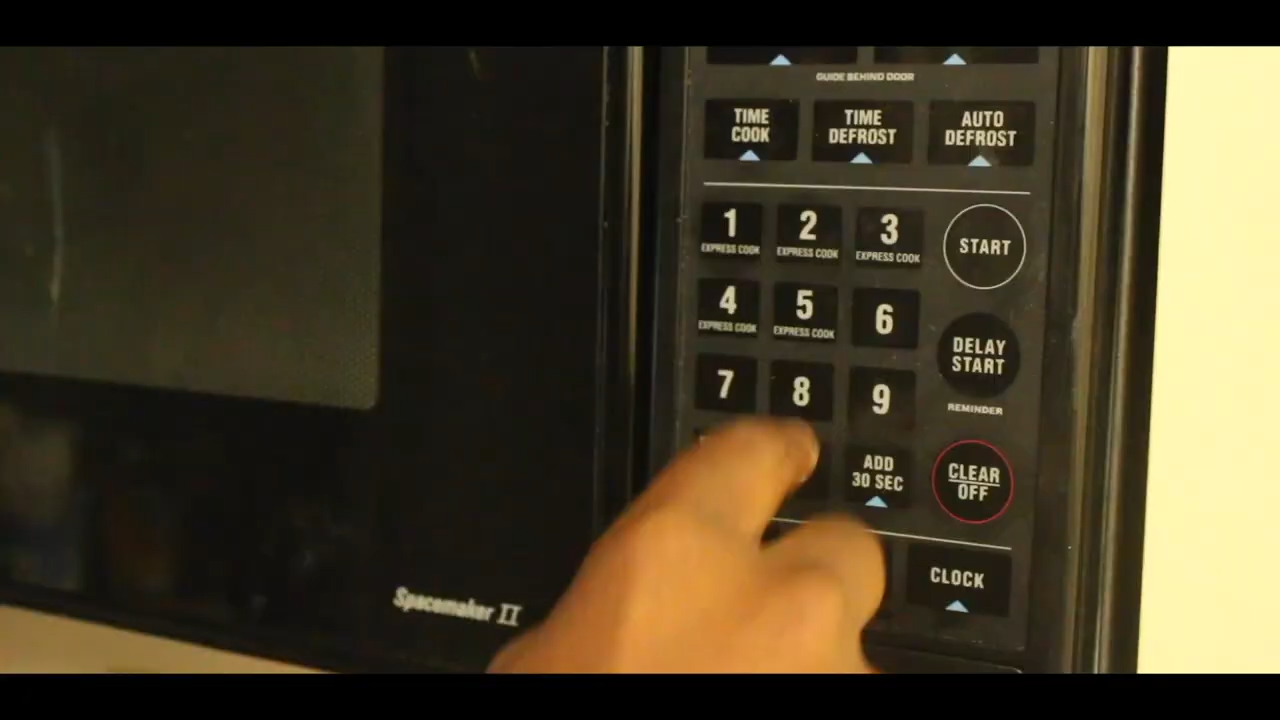 GUIDE BEHIND DOOR
TIME COOK
TIME DEFROST
AUTO DEFROST
1 EXPRESS COOK
2 EXPRESS COOK
3 EXPRESS COOK
START
4 EXPRESS COOK
5 EXPRESS COOK
6
DELAY START
7
8
9
REMINDER
ADD 30 SEC
CLEAR OFF
CLOCK
Spacemaker II